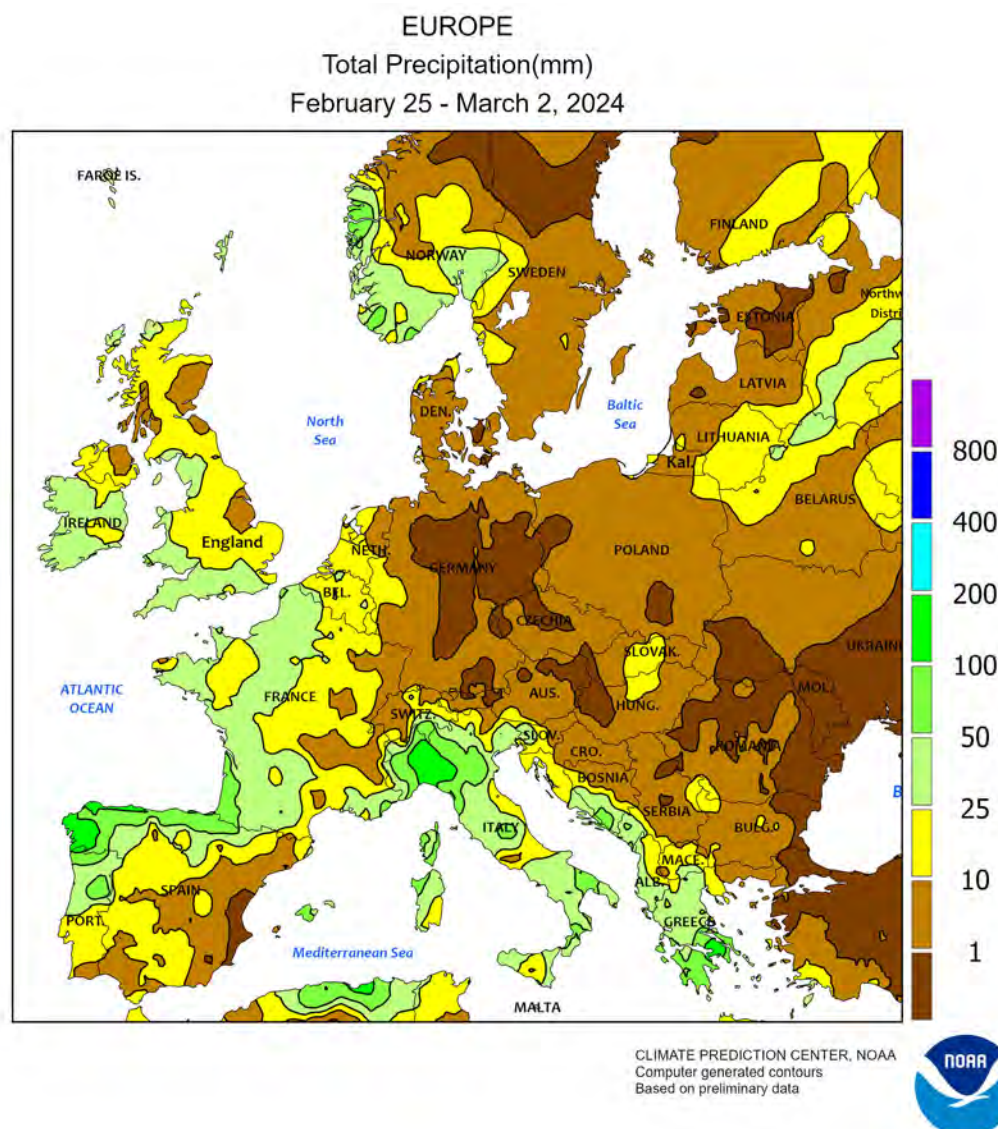 EUROPE
Total Precipitation(mm)
February 25 - March 2, 2024
FAROE IS.
FINLAND
NORWAY
SWEDEN
Northw
Distri
ESTONIA
LATVIA
DEN.
North
Sea
Baltic
Sea
LITHUANIA
Kal.
BELARUS
IRELAND
England
NETH.
POLAND
GERMANY
BEL.
CZECHIA
UKRAIN
SLOVAK.
ATLANTIC
OCEAN
FRANCE
AUS.
MOL.
SWITZ.
HUNG.
SLOV.
ROMANIA
CRO.
BOSNIA
B
SERBIA
ITALY
BULG.
MACE.
SPAIN
ALB.
PORT.
GREECE
Mediterranean Sea
MALTA
800
400
200
100
50
25
10
1
CLIMATE PREDICTION CENTER, NOAA
Computer generated contours
Based on preliminary data
NOAA